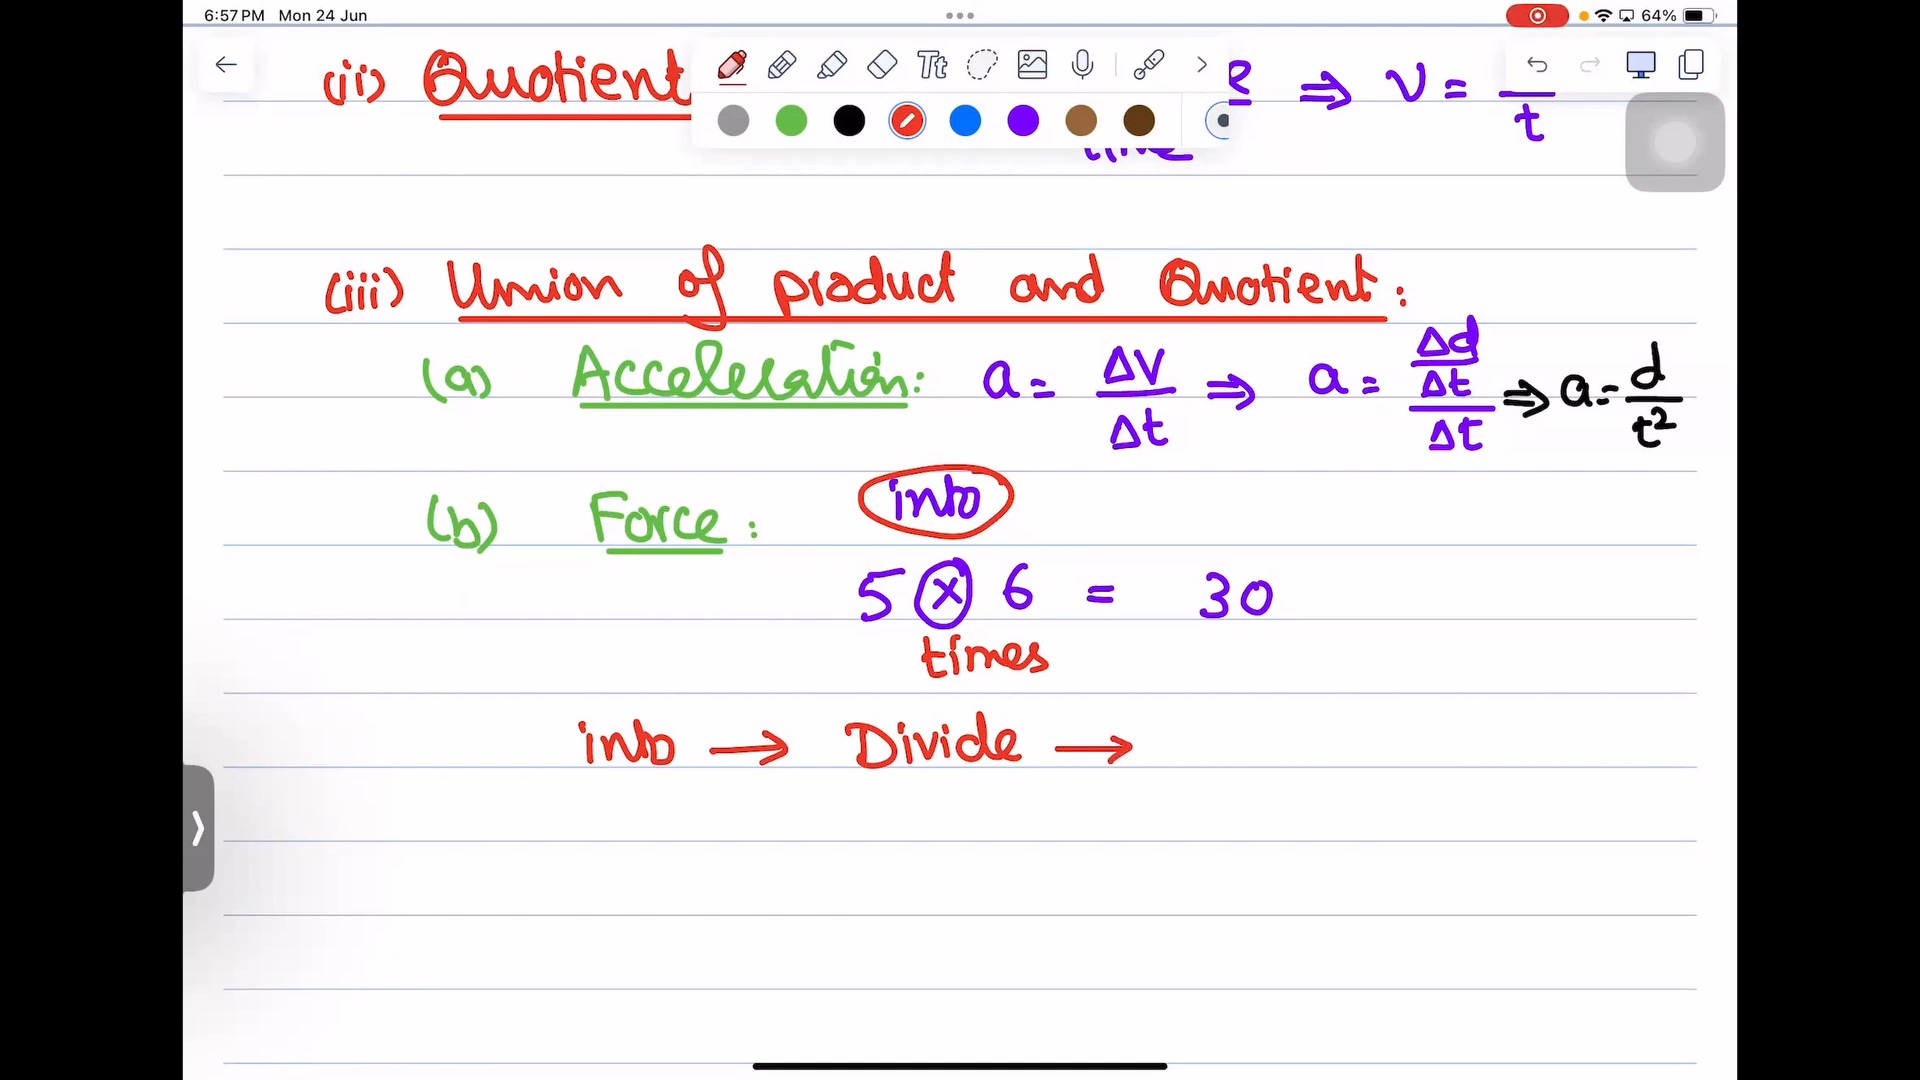 6:57 PM Mon 24 Jun
64%
Tt
(ii) Quotient ⇒ V =
t
(iii) Union of product and Quotient :
(a) Acceleration: a = ΔV/Δt ⇒ a = Δd/Δt/Δt ⇒ a = d/t²
(b) Force : into
5 × 6 = 30
times
into → Divide →